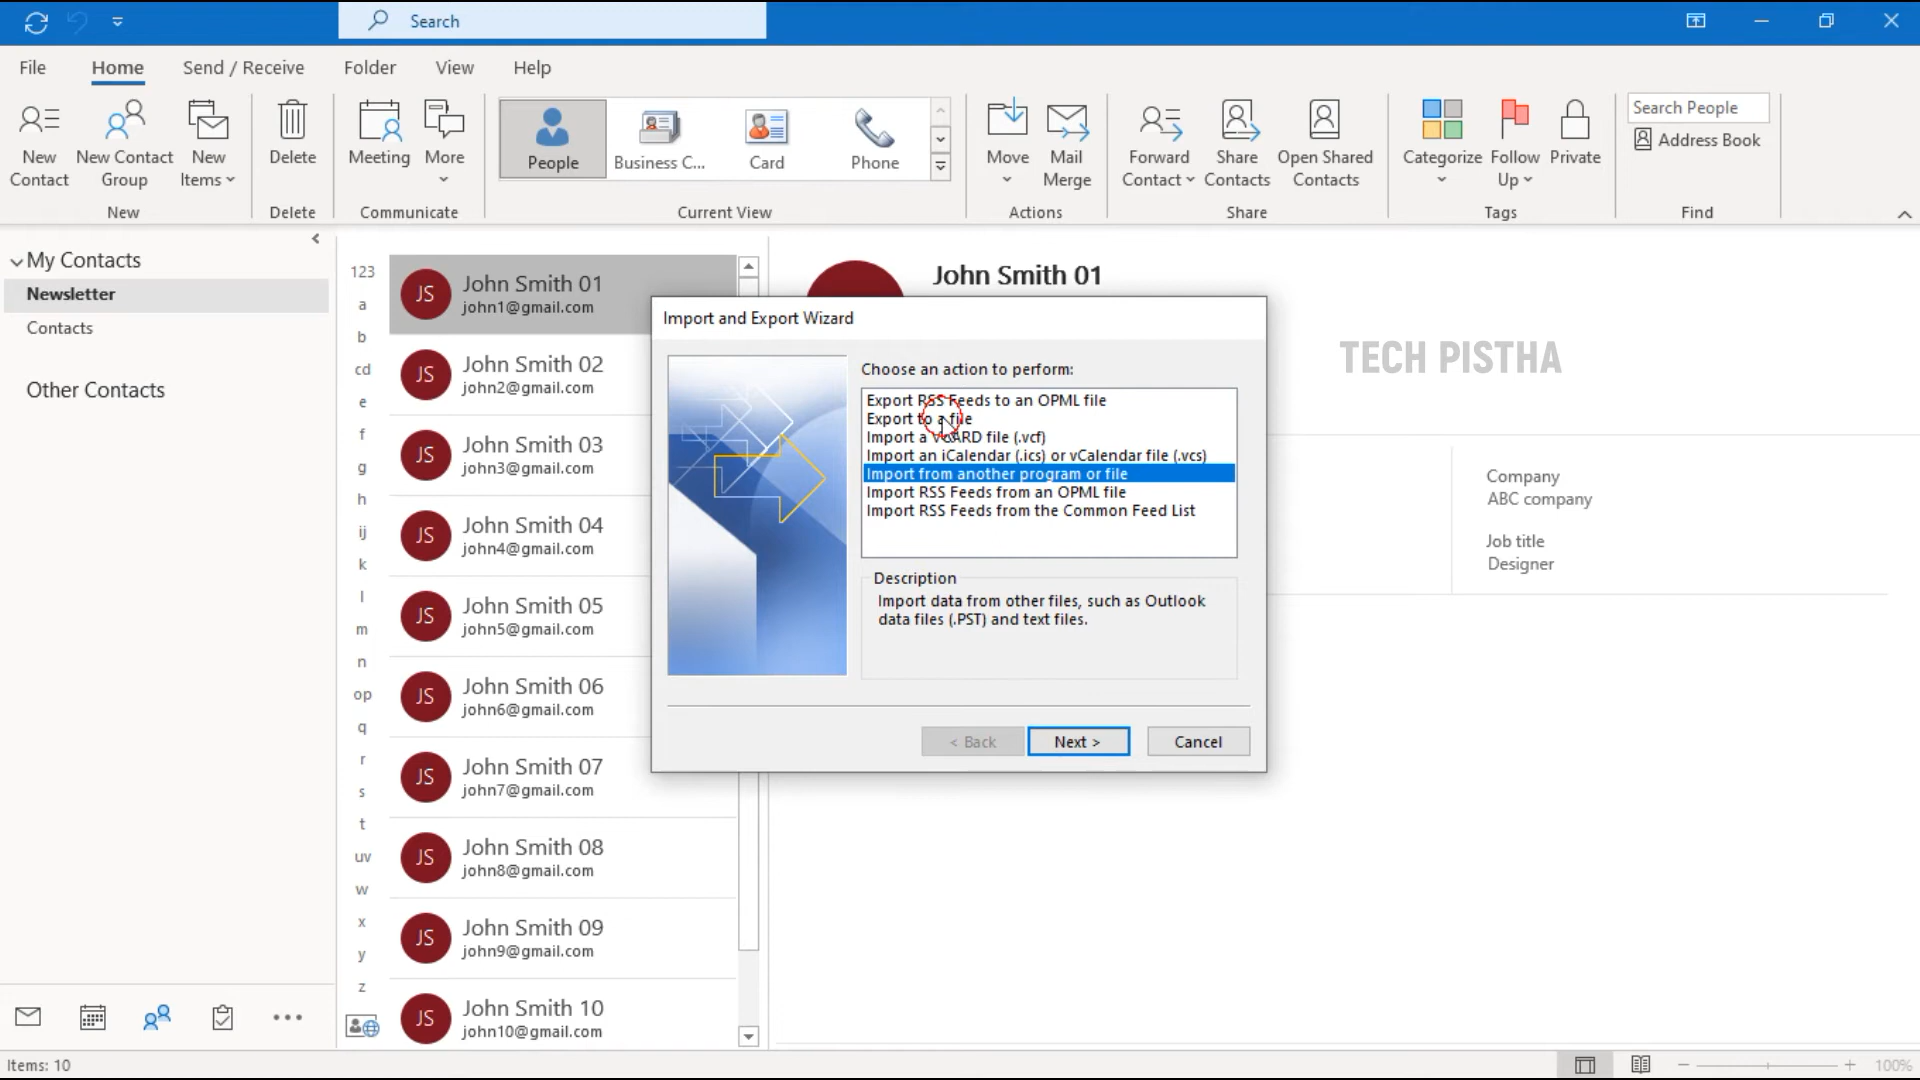 Search
File
Home
Send / Receive
Folder
View
Help
New Contact
New Contact Group
New Items
New
Delete
Delete
Meeting
More
Communicate
People
Business C...
Card
Phone
Current View
Move
Mail Merge
Actions
Forward Contact
Share Contacts
Open Shared Contacts
Share
Categorize
Follow Up
Private
Tags
Search People
Address Book
Find
My Contacts
Newsletter
Contacts
Other Contacts
123
a
b
cd
e
f
g
h
ij
k
l
m
n
op
q
r
s
t
uv
w
x
y
z
JS
John Smith 01
john1@gmail.com
JS
John Smith 02
john2@gmail.com
JS
John Smith 03
john3@gmail.com
JS
John Smith 04
john4@gmail.com
JS
John Smith 05
john5@gmail.com
JS
John Smith 06
john6@gmail.com
JS
John Smith 07
john7@gmail.com
JS
John Smith 08
john8@gmail.com
JS
John Smith 09
john9@gmail.com
JS
John Smith 10
john10@gmail.com
John Smith 01
TECH PISTHA
Company
ABC company
Job title
Designer
Import and Export Wizard
Choose an action to perform:
Export RSS Feeds to an OPML file
Export to a file
Import a VCARD file (.vcf)
Import an iCalendar (.ics) or vCalendar file (.vcs)
Import from another program or file
Import RSS Feeds from an OPML file
Import RSS Feeds from the Common Feed List
Description
Import data from other files, such as Outlook
data files (.PST) and text files.
< Back
Next >
Cancel
Items: 10
100%